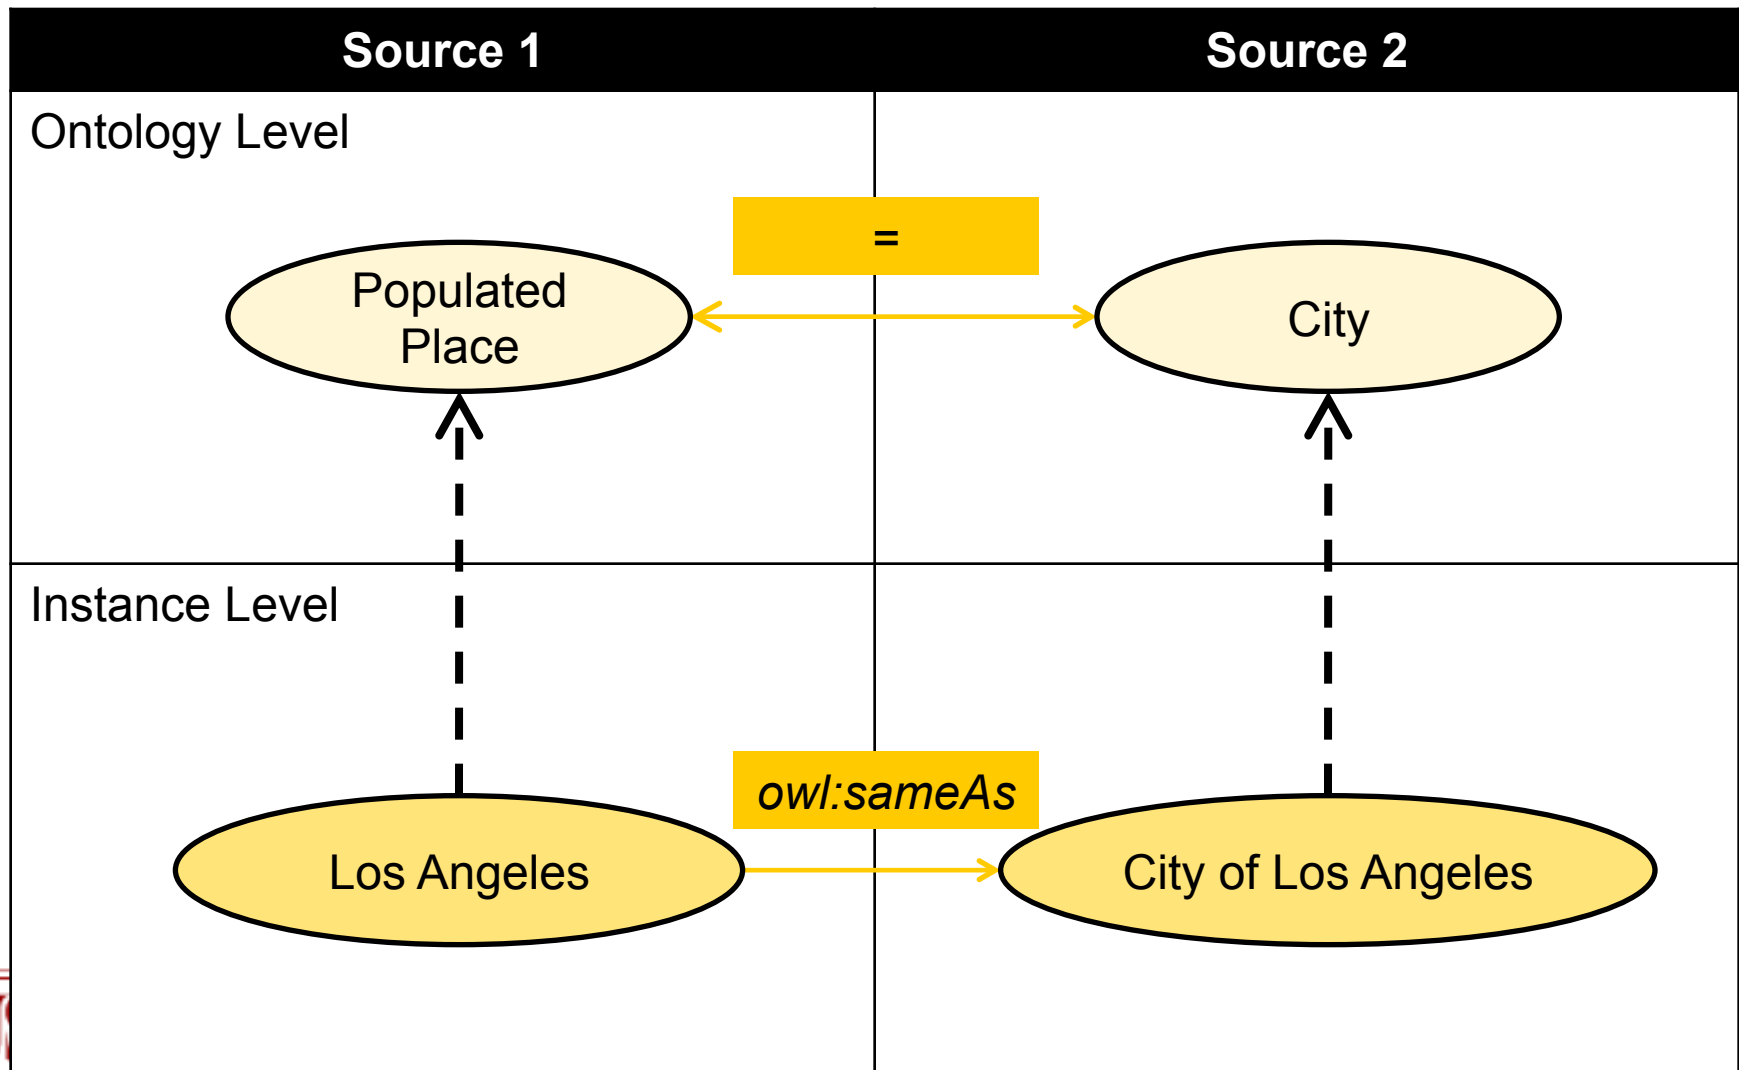 Source 1
Source 2
Ontology Level
=
Populated
Place
City
Instance Level
owl:sameAs
Los Angeles
City of Los Angeles